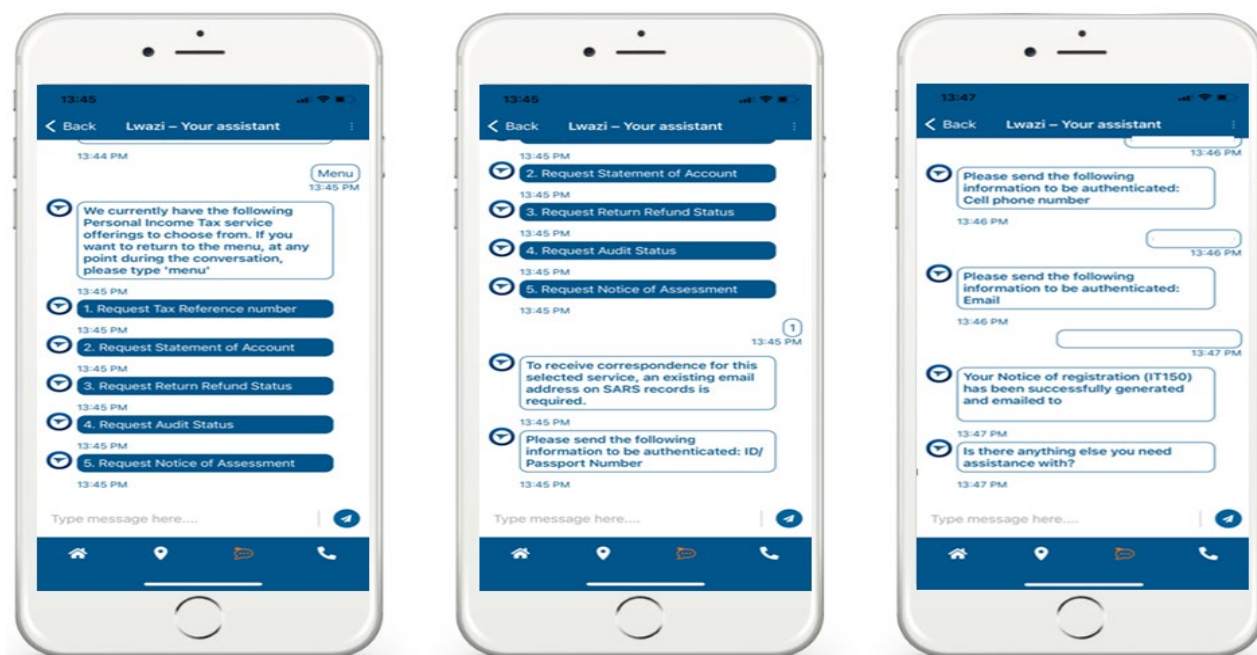 13:45
Back Lwazi – Your assistant
13:44 PM
Menu
13:45 PM
We currently have the following
Personal Income Tax service
offerings to choose from. If you
want to return to the menu, at any
point during the conversation,
please type 'menu'
13:45 PM
1. Request Tax Reference number
13:45 PM
2. Request Statement of Account
13:45 PM
3. Request Return Refund Status
13:45 PM
4. Request Audit Status
13:45 PM
5. Request Notice of Assessment
13:45 PM
Type message here....
13:45
Back Lwazi – Your assistant
13:45 PM
2. Request Statement of Account
13:45 PM
3. Request Return Refund Status
13:45 PM
4. Request Audit Status
13:45 PM
5. Request Notice of Assessment
13:45 PM
1
13:45 PM
To receive correspondence for this
selected service, an existing email
address on SARS records is
required.
13:45 PM
Please send the following
information to be authenticated: ID/
Passport Number
13:45 PM
Type message here....
13:47
Back Lwazi – Your assistant
13:46 PM
Please send the following
information to be authenticated:
Cell phone number
13:46 PM
13:46 PM
Please send the following
information to be authenticated:
Email
13:46 PM
13:47 PM
Your Notice of registration (IT150)
has been successfully generated
and emailed to
13:47 PM
Is there anything else you need
assistance with?
13:47 PM
Type message here....